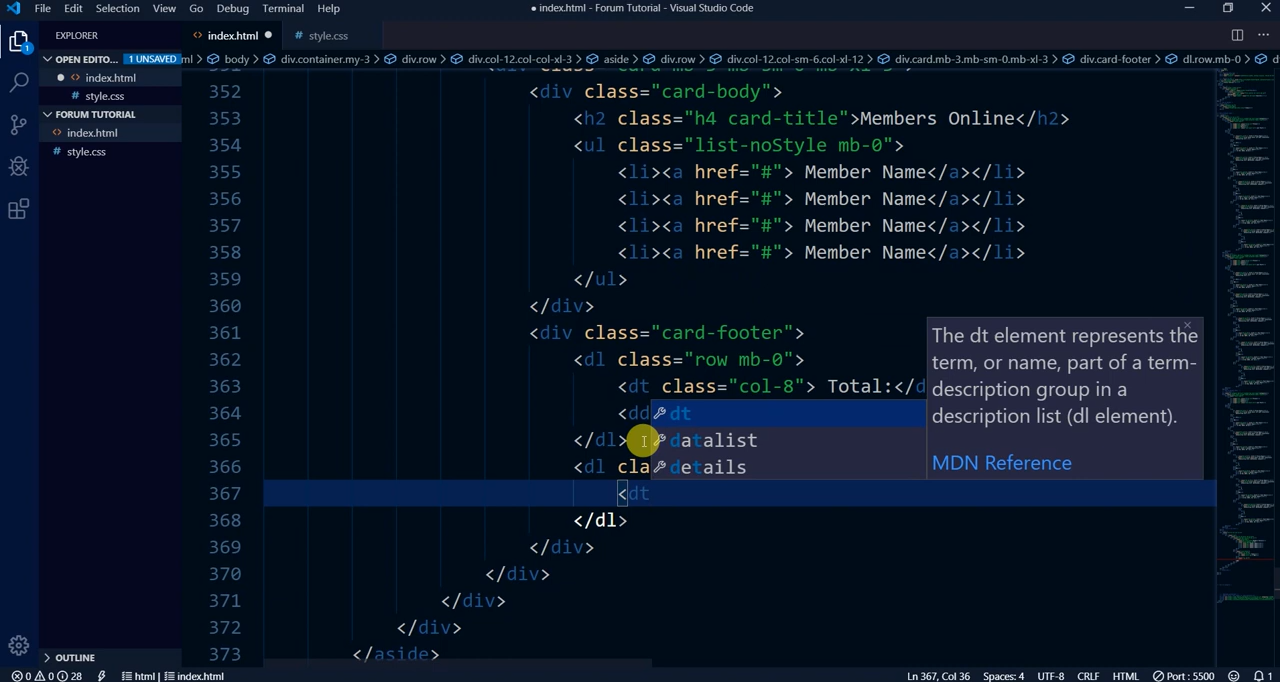 File Edit Selection View Go Debug Terminal Help
● index.html - Forum Tutorial - Visual Studio Code
EXPLORER
index.html
style.css
OPEN EDITO... 1 UNSAVED
body > div.container.my-3 > div.row > div.col-12.col-xl-3 > aside > div.row > div.col-12.col-sm-6.col-xl-12 > div.card.mb-3.mb-sm-0.mb-xl-3 > div.card-footer > dl.row.mb-0 >
index.html
style.css
FORUM TUTORIAL
index.html
style.css
352 <div class="card-body">
353 <h2 class="h4 card-title">Members Online</h2>
354 <ul class="list-noStyle mb-0">
355 <li><a href="#"> Member Name</a></li>
356 <li><a href="#"> Member Name</a></li>
357 <li><a href="#"> Member Name</a></li>
358 <li><a href="#"> Member Name</a></li>
359 </ul>
360 </div>
361 <div class="card-footer">
362 <dl class="row mb-0">
363 <dt class="col-8"> Total:</d
364 <dd
365 </dl>
366 <dl cla
367 <dt
368 </dl>
369 </div>
370 </div>
371 </div>
372 </div>
373 </aside>
dt
datalist
details
The dt element represents the
term, or name, part of a term-
description group in a
description list (dl element).
MDN Reference
OUTLINE
0 0 28 html | index.html
Ln 367, Col 36 Spaces: 4 UTF-8 CRLF HTML Port : 5500 1